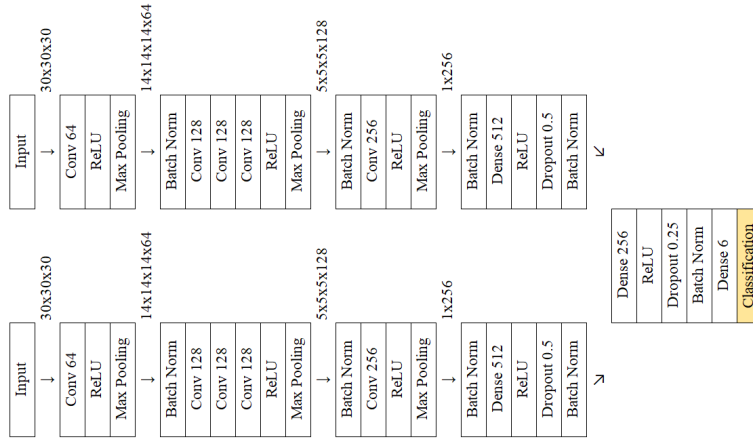 Input
→
30x30x30
Conv 64
ReLU
Max Pooling
→
14x14x14x64
Batch Norm
Conv 128
Conv 128
Conv 128
ReLU
Max Pooling
→
5x5x5x128
Batch Norm
Conv 256
ReLU
Max Pooling
→
1x256
Batch Norm
Dense 512
ReLU
Dropout 0.5
Batch Norm
↘
Input
→
30x30x30
Conv 64
ReLU
Max Pooling
→
14x14x14x64
Batch Norm
Conv 128
Conv 128
Conv 128
ReLU
Max Pooling
→
5x5x5x128
Batch Norm
Conv 256
ReLU
Max Pooling
→
1x256
Batch Norm
Dense 512
ReLU
Dropout 0.5
Batch Norm
↗
Dense 256
ReLU
Dropout 0.25
Batch Norm
Dense 6
Classification